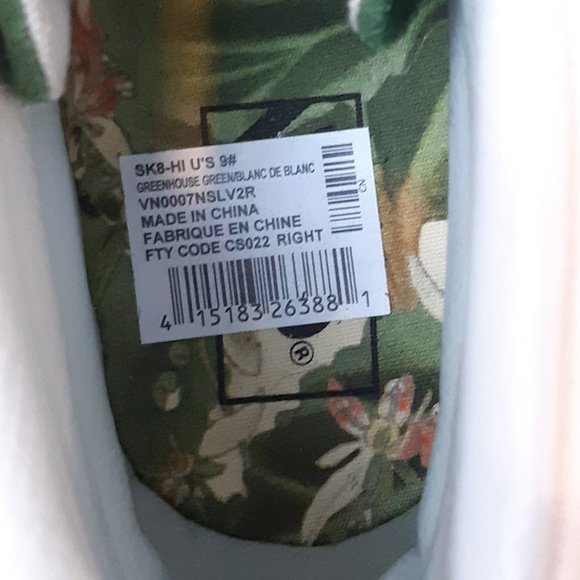 SK8-HI U'S 9#
GREENHOUSE GREEN/BLANC DE BLANC
VN0007NSLV2R
MADE IN CHINA
FABRIQUE EN CHINE
FTY CODE CS022 RIGHT
CN
4 15183 26388 1
®